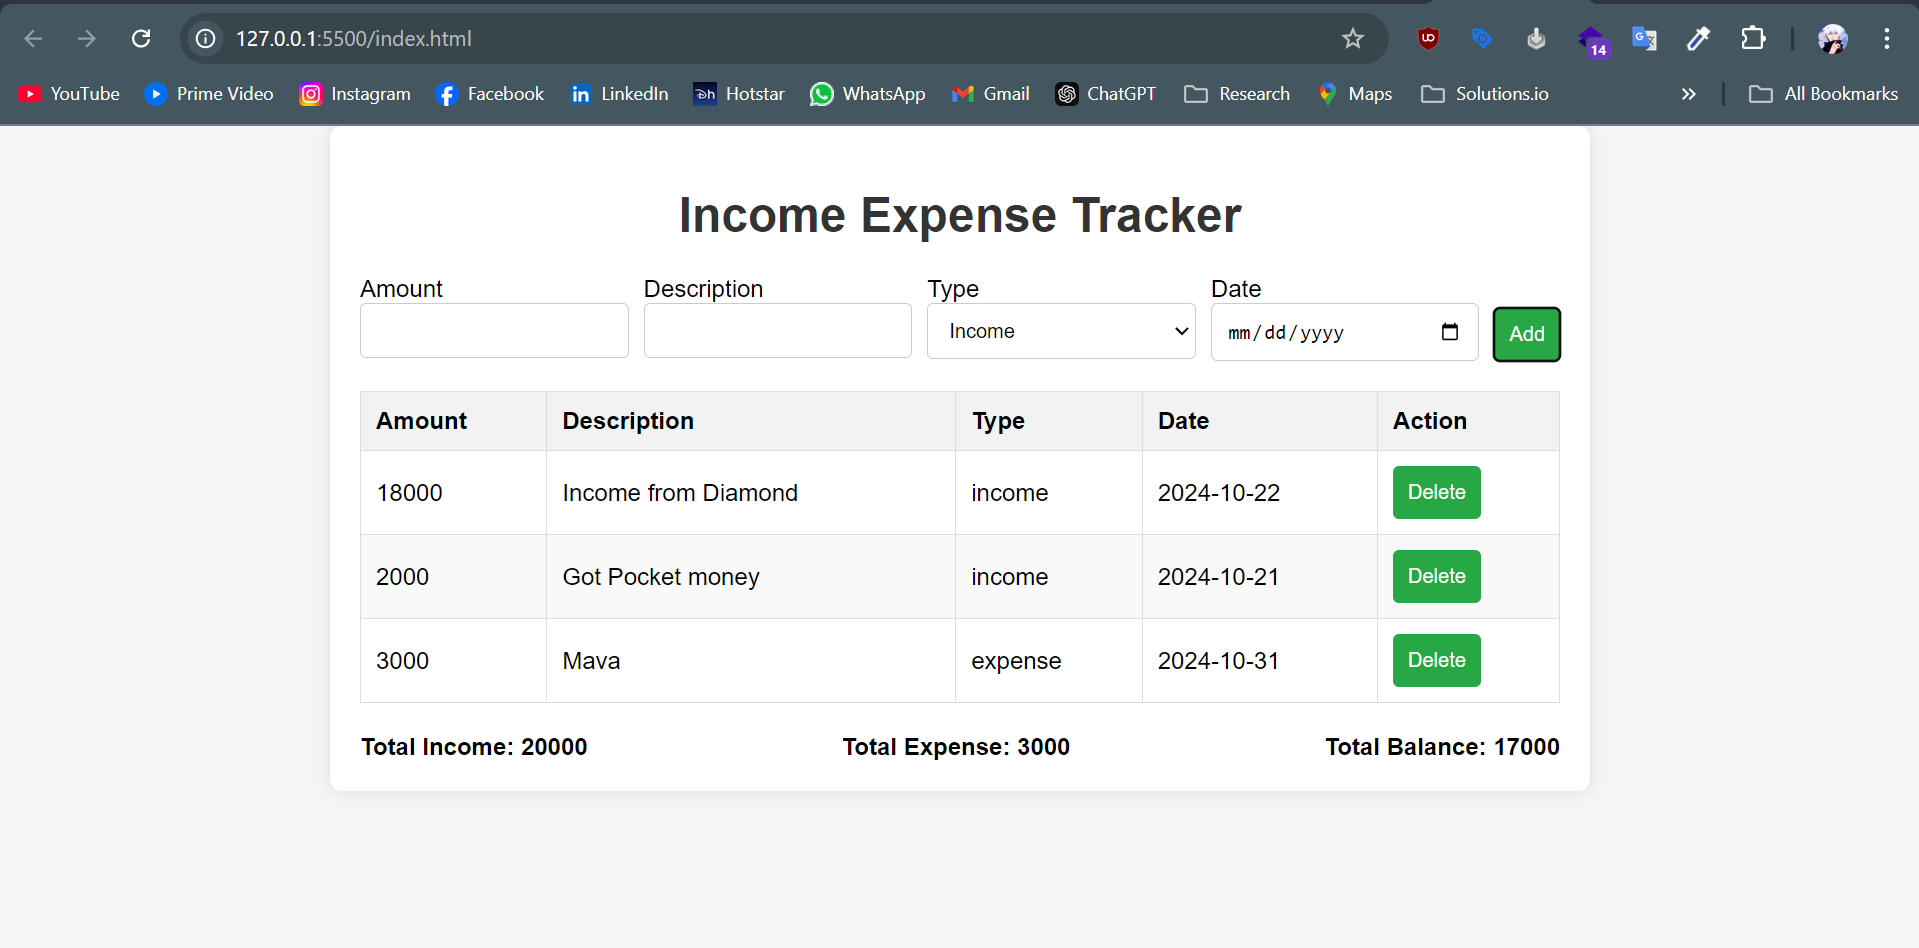 127.0.0.1:5500/index.html
14
YouTube Prime Video Instagram Facebook LinkedIn Hotstar WhatsApp Gmail ChatGPT Research Maps Solutions.io » All Bookmarks
Income Expense Tracker
Amount Description Type Date
Income mm/dd/yyyy Add
Amount Description Type Date Action
18000 Income from Diamond income 2024-10-22 Delete
2000 Got Pocket money income 2024-10-21 Delete
3000 Mava expense 2024-10-31 Delete
Total Income: 20000 Total Expense: 3000 Total Balance: 17000